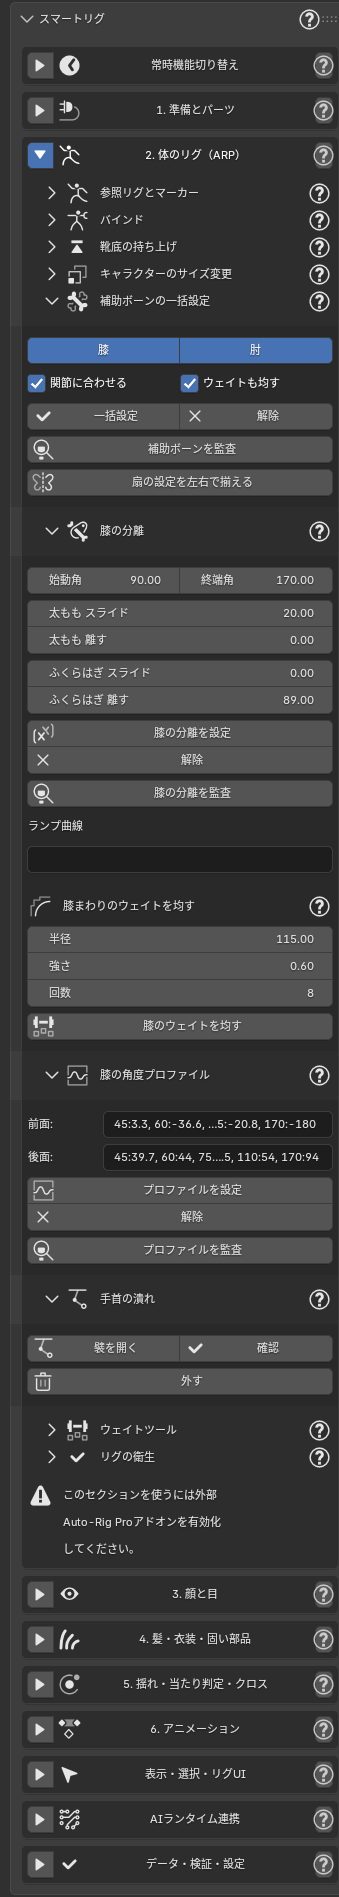 スマートリグ
常時機能切り替え
1. 準備とパーツ
2. 体のリグ（ARP）
参照リグとマーカー
バインド
靴底の持ち上げ
キャラクターのサイズ変更
補助ボーンの一括設定
膝 肘
関節に合わせる ウェイトも均す
一括設定 解除
補助ボーンを監査
扇の設定を左右で揃える
膝の分離
始動角 90.00 終端角 170.00
太もも スライド 20.00
太もも 離す 0.00
ふくらはぎ スライド 0.00
ふくらはぎ 離す 89.00
膝の分離を設定
解除
膝の分離を監査
ランプ曲線
膝まわりのウェイトを均す
半径 115.00
強さ 0.60
回数 8
膝のウェイトを均す
膝の角度プロファイル
前面: 45:3.3, 60:-36.6, ...5:-20.8, 170:-180
後面: 45:39.7, 60:44, 75....5, 110:54, 170:94
プロファイルを設定
解除
プロファイルを監査
手首の潰れ
を開く 確認
外す
ウェイトツール
リグの衛生
このセクションを使うには外部
Auto-Rig Proアドオンを有効化
してください。
3. 顔と目
4. 髪・衣装・固い部品
5. 揺れ・当たり判定・クロス
6. アニメーション
表示・選択・リグUI
AIランタイム連携
データ・検証・設定